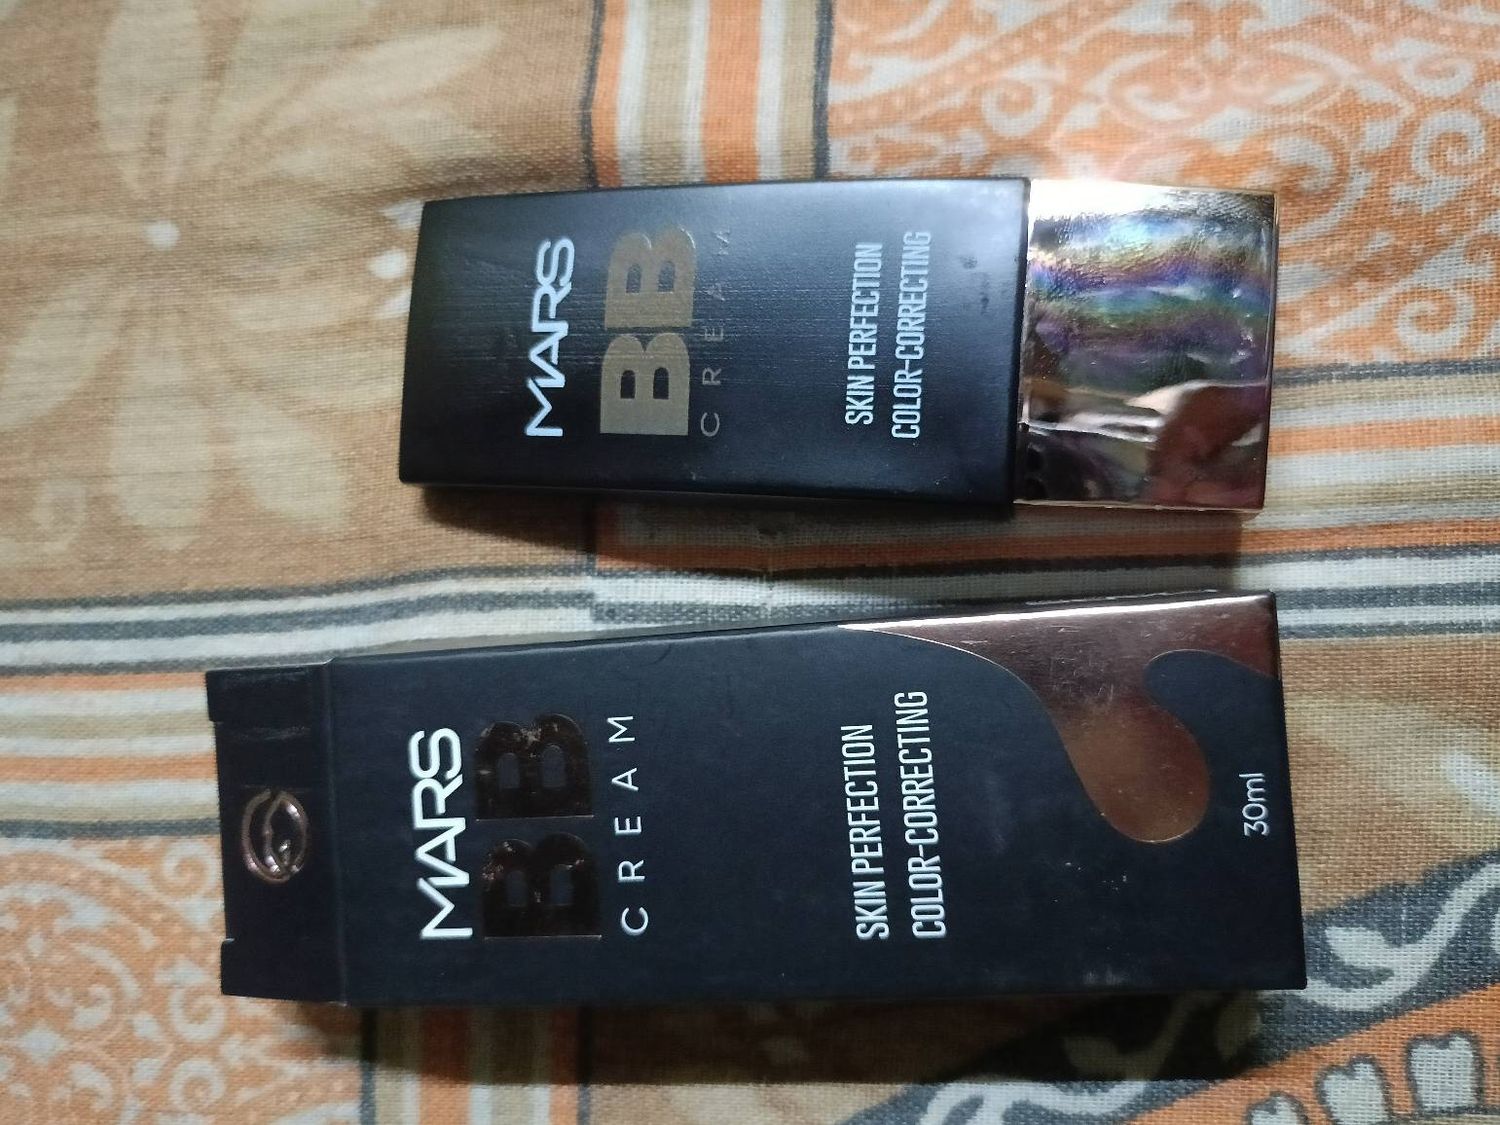 MARS
BB
CREAM
SKIN PERFECTION
COLOR-CORRECTING
MARS
BB
CREAM
SKIN PERFECTION
COLOR-CORRECTING
30ml